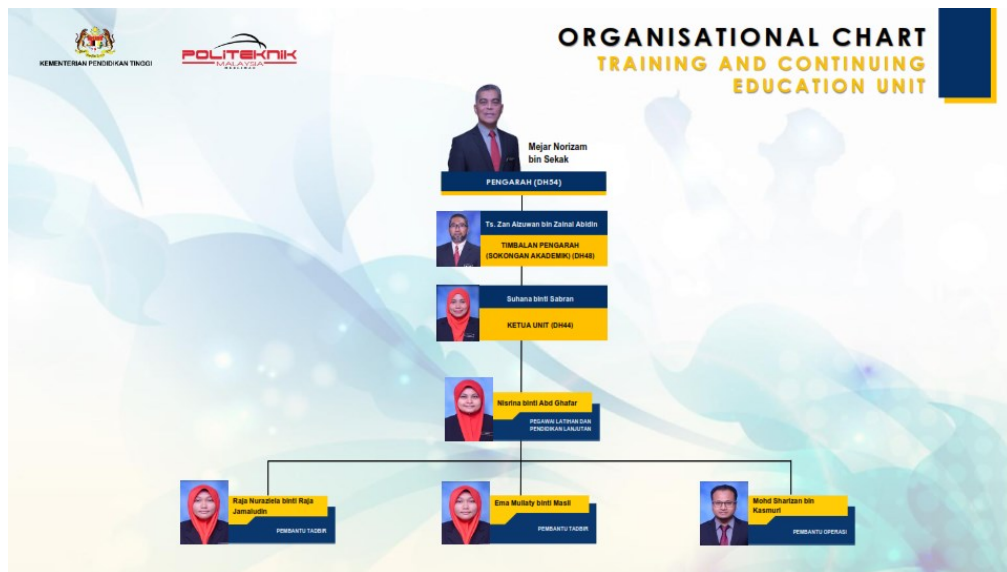 ORGANISATIONAL CHART
TRAINING AND CONTINUING
EDUCATION UNIT
KEMENTERIAN PENDIDIKAN TINGGI
POLITEKNIK
MALAYSIA
Mejar Norizam
bin Sekak
PENGARAH (DH54)
Ts. Zan Aizuwan bin Zainal Abidin
TIMBALAN PENGARAH
(SOKONGAN AKADEMIK) (DH48)
Suhana binti Sabran
KETUA UNIT (DH44)
Nisrina binti Abd Ghafar
PEGAWAI LATIHAN DAN
PENDIDIKAN LANJUTAN
Raja Nuraziela binti Raja
Jamaludin
PEMBANTU TADBIR
Ema Muliaty binti Masli
PEMBANTU TADBIR
Mohd Sharizan bin
Kasmuri
PEMBANTU OPERASI